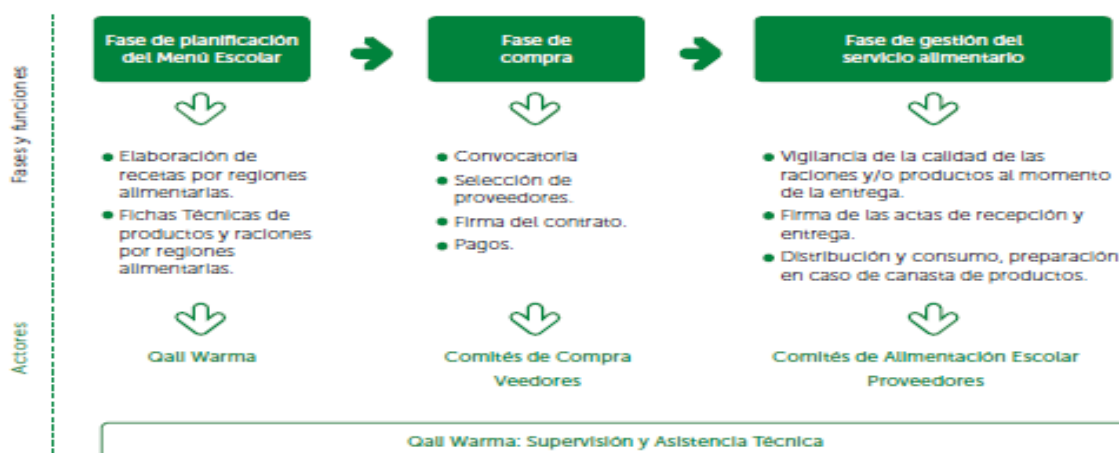 Fases y funciones
Fase de planificación
del Menú Escolar
Fase de
compra
Fase de gestión del
servicio alimentario
Elaboración de
recetas por regiones
alimentarias.
Fichas Técnicas de
productos y raciones
por regiones
alimentarias.
Convocatoria
Selección de
proveedores.
Firma del contrato.
Pagos.
Vigilancia de la calidad de las
raciones y/o productos al momento
de la entrega.
Firma de las actas de recepción y
entrega.
Distribución y consumo, preparación
en caso de canasta de productos.
Actores
Qali Warma
Comités de Compra
Veedores
Comités de Alimentación Escolar
Proveedores
Qali Warma: Supervisión y Asistencia Técnica